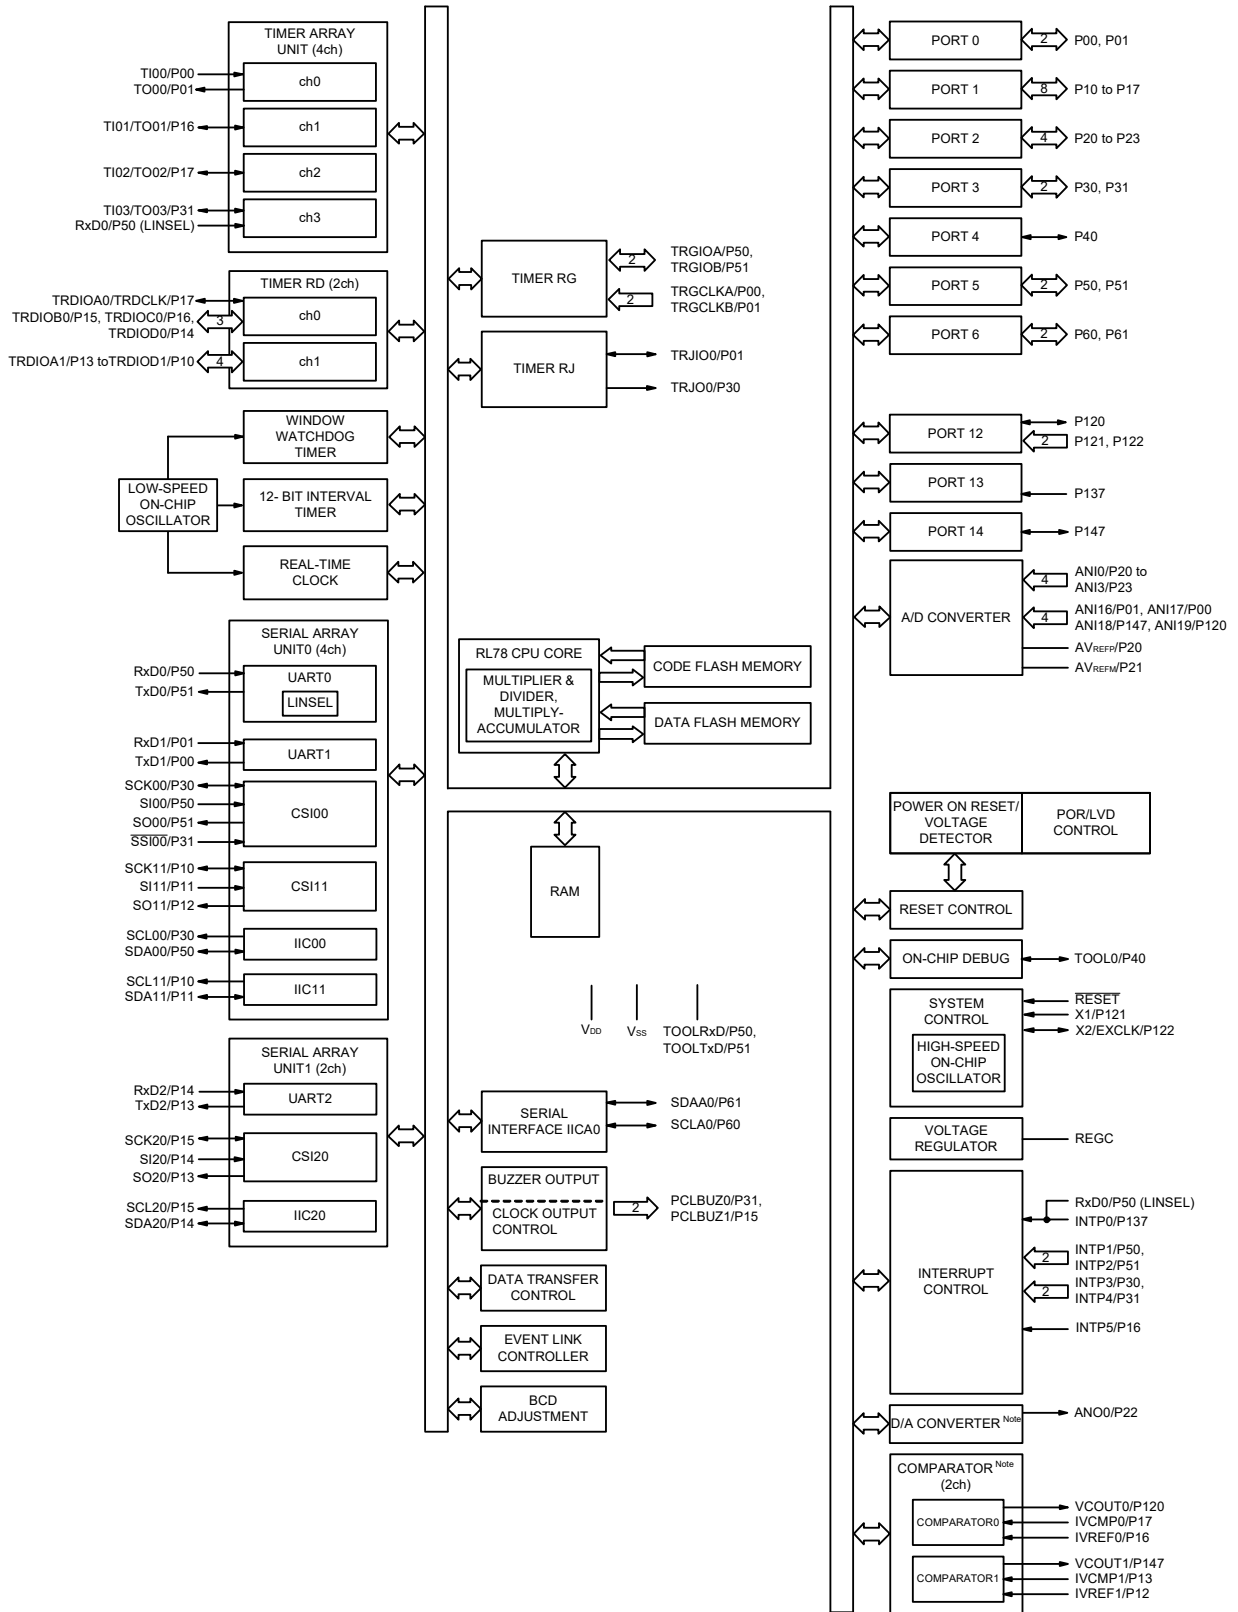 TIMER ARRAY
UNIT (4ch)
TI00/P00
TO00/P01
ch0
TI01/TO01/P16
ch1
TI02/TO02/P17
ch2
TI03/TO03/P31
RxD0/P50 (LINSEL)
ch3
TIMER RD (2ch)
TRDIOA0/TRDCLK/P17
TRDIOB0/P15, TRDIOC0/P16,
TRDIOD0/P14
3
ch0
TRDIOA1/P13 toTRDIOD1/P10
4
ch1
WINDOW
WATCHDOG
TIMER
LOW-SPEED
ON-CHIP
OSCILLATOR
12- BIT INTERVAL
TIMER
REAL-TIME
CLOCK
SERIAL ARRAY
UNIT0 (4ch)
RxD0/P50
TxD0/P51
UART0
LINSEL
RxD1/P01
TxD1/P00
UART1
SCK00/P30
SI00/P50
SO00/P51
SSI00/P31
CSI00
SCK11/P10
SI11/P11
SO11/P12
CSI11
SCL00/P30
SDA00/P50
IIC00
SCL11/P10
SDA11/P11
IIC11
SERIAL ARRAY
UNIT1 (2ch)
RxD2/P14
TxD2/P13
UART2
SCK20/P15
SI20/P14
SO20/P13
CSI20
SCL20/P15
SDA20/P14
IIC20
TIMER RG
2
TRGIOA/P50,
TRGIOB/P51
2
TRGCLKA/P00,
TRGCLKB/P01
TIMER RJ
TRJIO0/P01
TRJO0/P30
RL78 CPU CORE
MULTIPLIER &
DIVIDER,
MULTIPLY-
ACCUMULATOR
CODE FLASH MEMORY
DATA FLASH MEMORY
RAM
VDD
VSS
TOOLRxD/P50,
TOOLTxD/P51
SERIAL
INTERFACE IICA0
SDAA0/P61
SCLA0/P60
BUZZER OUTPUT
CLOCK OUTPUT
CONTROL
2
PCLBUZ0/P31,
PCLBUZ1/P15
DATA TRANSFER
CONTROL
EVENT LINK
CONTROLLER
BCD
ADJUSTMENT
PORT 0
2
P00, P01
PORT 1
8
P10 to P17
PORT 2
4
P20 to P23
PORT 3
2
P30, P31
PORT 4
P40
PORT 5
2
P50, P51
PORT 6
2
P60, P61
PORT 12
P120
2
P121, P122
PORT 13
P137
PORT 14
P147
A/D CONVERTER
4
ANI0/P20 to
ANI3/P23
4
ANI16/P01, ANI17/P00
ANI18/P147, ANI19/P120
AVREFP/P20
AVREFM/P21
POWER ON RESET/
VOLTAGE
DETECTOR
POR/LVD
CONTROL
RESET CONTROL
ON-CHIP DEBUG
TOOL0/P40
SYSTEM
CONTROL
HIGH-SPEED
ON-CHIP
OSCILLATOR
RESET
X1/P121
X2/EXCLK/P122
VOLTAGE
REGULATOR
REGC
INTERRUPT
CONTROL
RxD0/P50 (LINSEL)
INTP0/P137
2
INTP1/P50,
INTP2/P51
2
INTP3/P30,
INTP4/P31
INTP5/P16
D/A CONVERTER Note
ANO0/P22
COMPARATOR Note
(2ch)
COMPARATOR0
VCOUT0/P120
IVCMP0/P17
IVREF0/P16
COMPARATOR1
VCOUT1/P147
IVCMP1/P13
IVREF1/P12